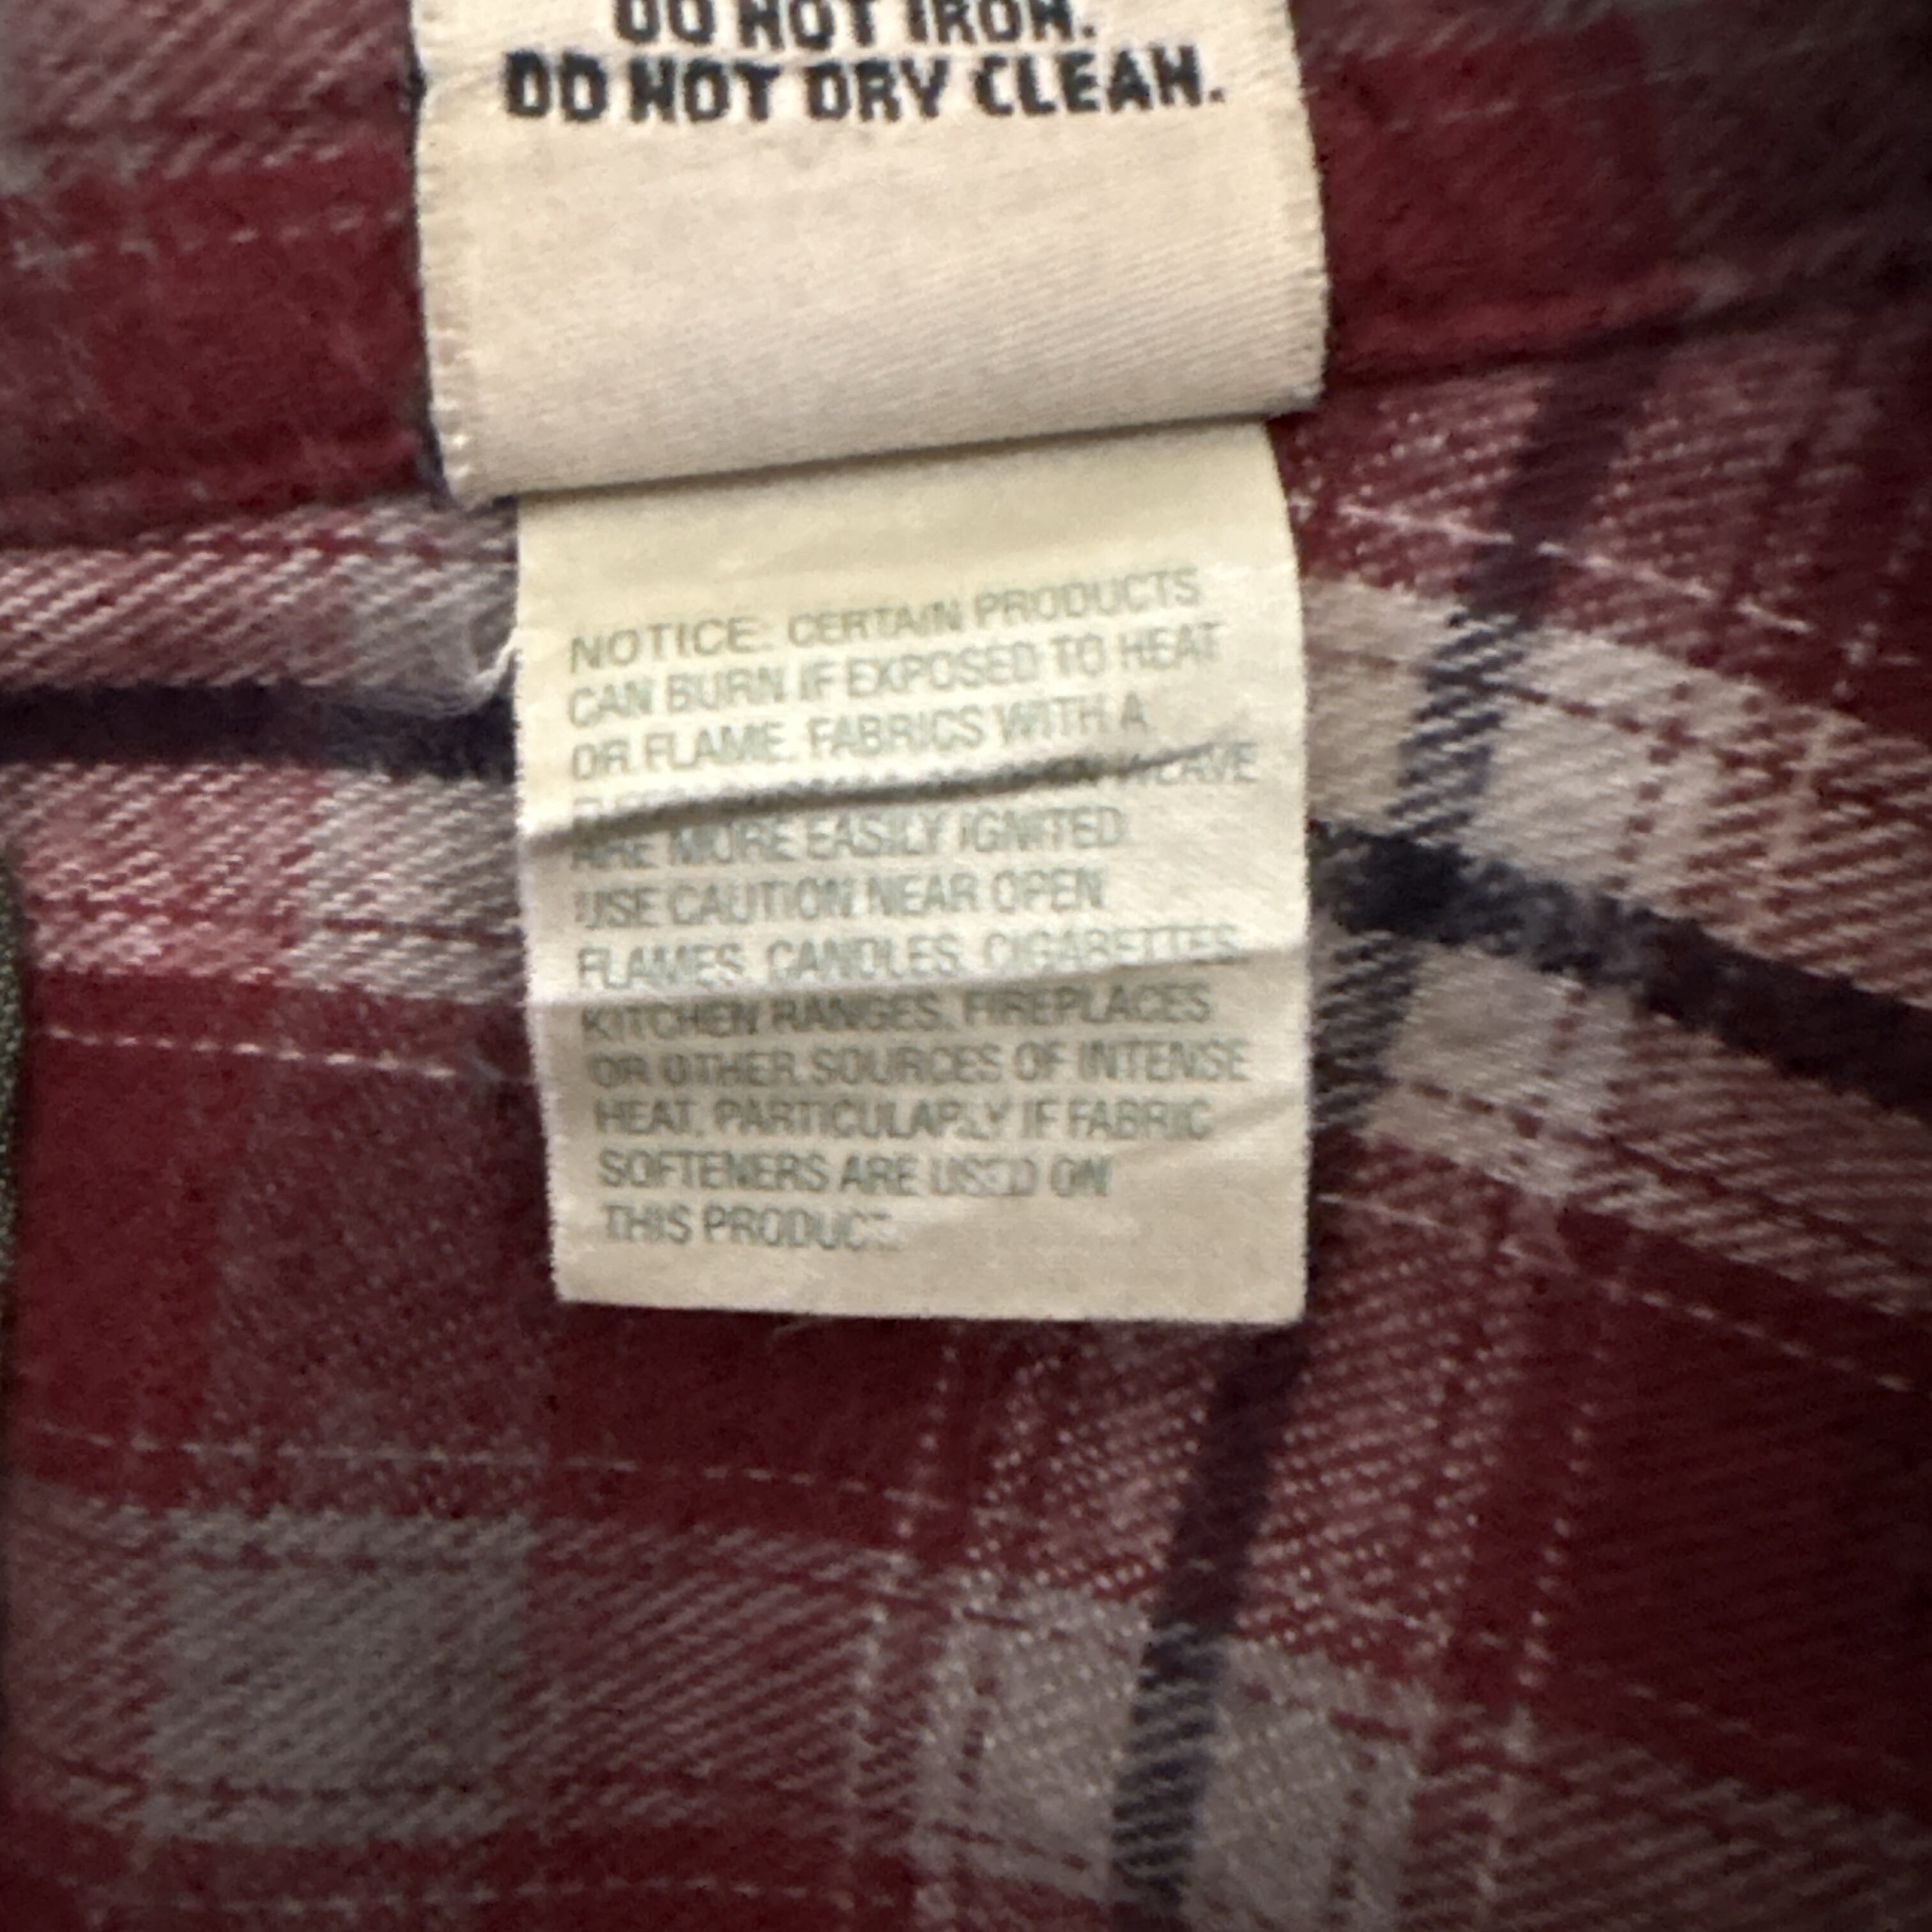 DO NOT IRON.
DO NOT DRY CLEAN.
NOTICE: CERTAIN PRODUCTS
CAN BURN IF EXPOSED TO HEAT
OR FLAME. FABRICS WITH A
WEAVE
ARE MORE EASILY IGNITED.
USE CAUTION NEAR OPEN
FLAMES, CANDLES, CIGARETTES,
KITCHEN RANGES, FIREPLACES
OR OTHER SOURCES OF INTENSE
HEAT, PARTICULARLY IF FABRIC
SOFTENERS ARE USED ON
THIS PRODUCT.